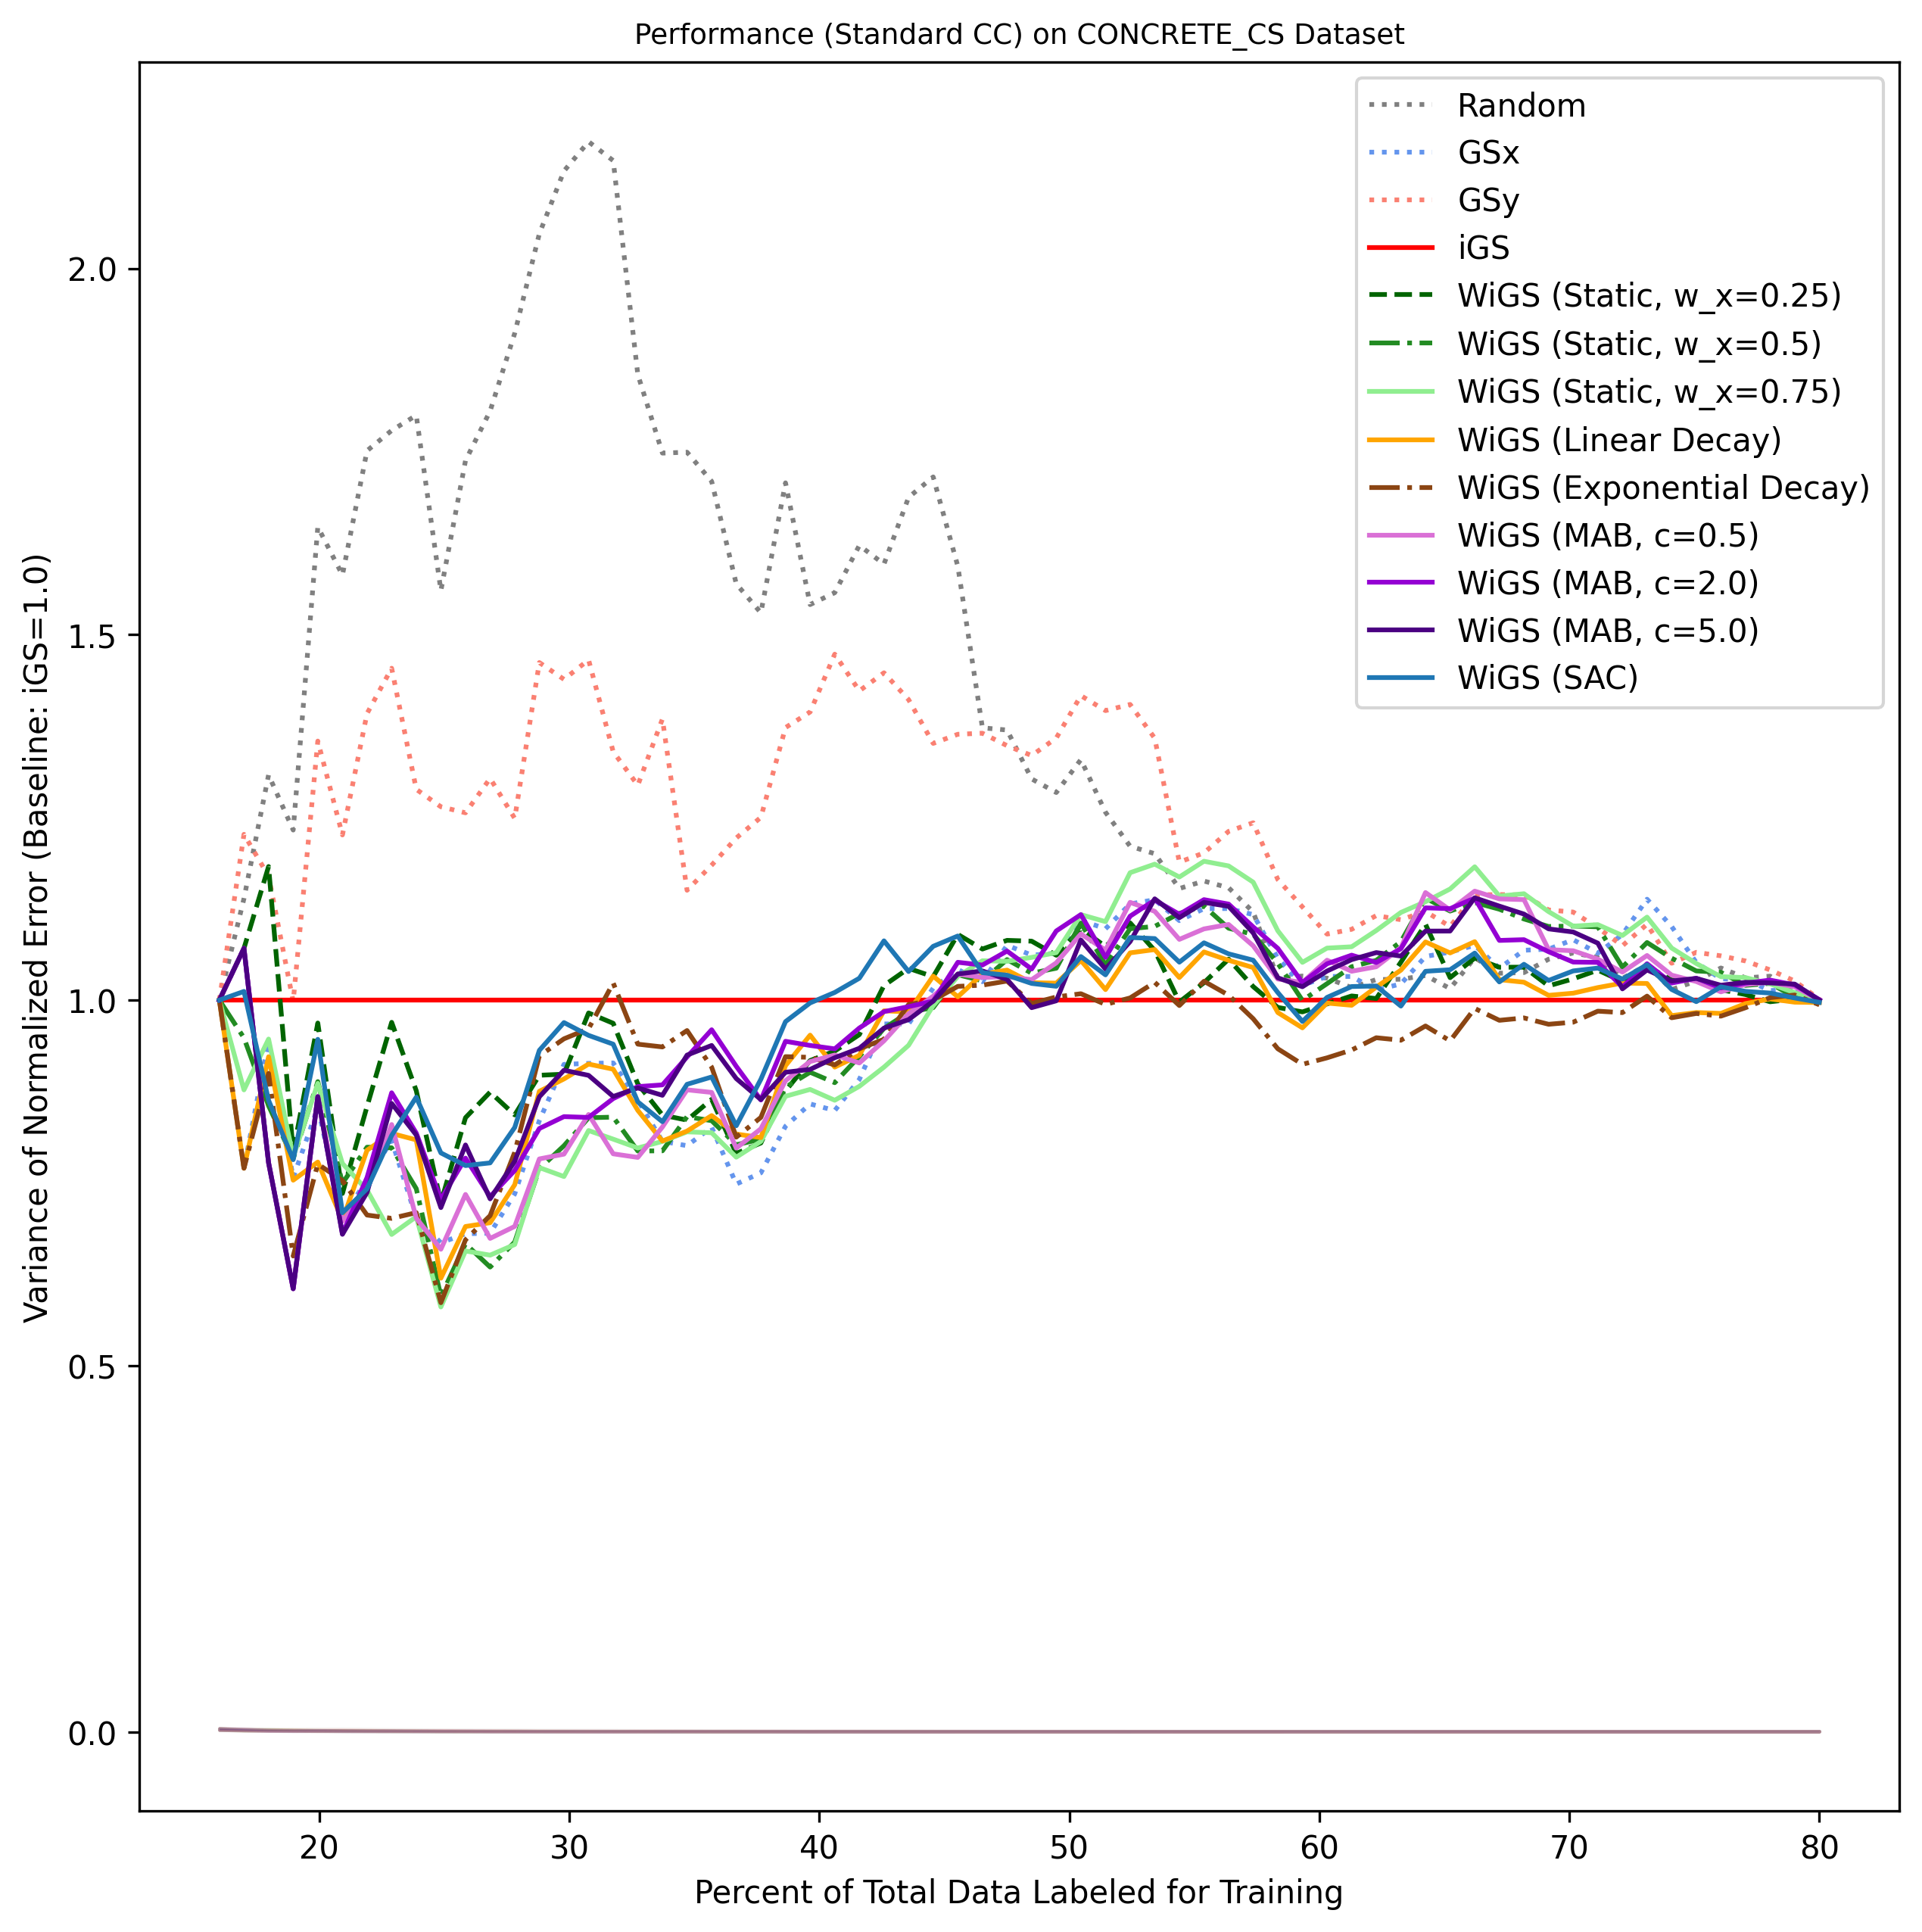 Performance (Standard CC) on CONCRETE_CS Dataset
Variance of Normalized Error (Baseline: iGS=1.0)
2.0
1.5
1.0
0.5
0.0
Random
GSx
GSy
iGS
WiGS (Static, w_x=0.25)
WiGS (Static, w_x=0.5)
WiGS (Static, w_x=0.75)
WiGS (Linear Decay)
WiGS (Exponential Decay)
WiGS (MAB, c=0.5)
WiGS (MAB, c=2.0)
WiGS (MAB, c=5.0)
WiGS (SAC)
20 30 40 50 60 70 80
Percent of Total Data Labeled for Training